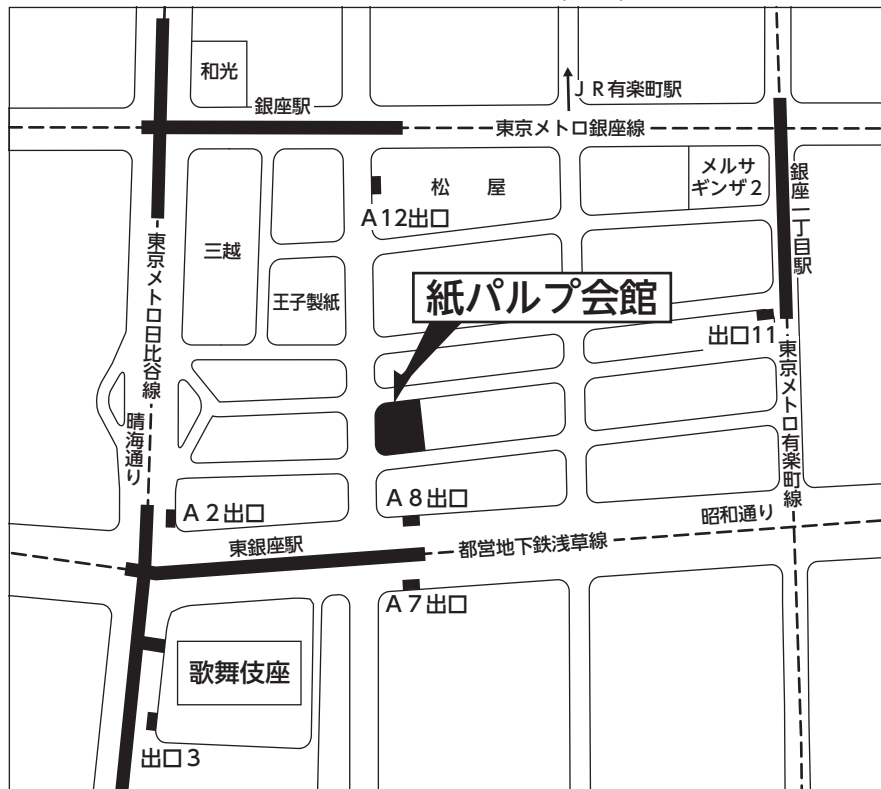 和光
銀座駅
JR有楽町駅
東京メトロ銀座線
松屋
メルサ
ギンザ2
A12出口
銀座一丁目駅
三越
東京メトロ日比谷線
王子製紙
紙パルプ会館
出口11
東京メトロ有楽町線
晴海通り
A2出口
A8出口
昭和通り
東銀座駅
都営地下鉄浅草線
A7出口
歌舞伎座
出口3